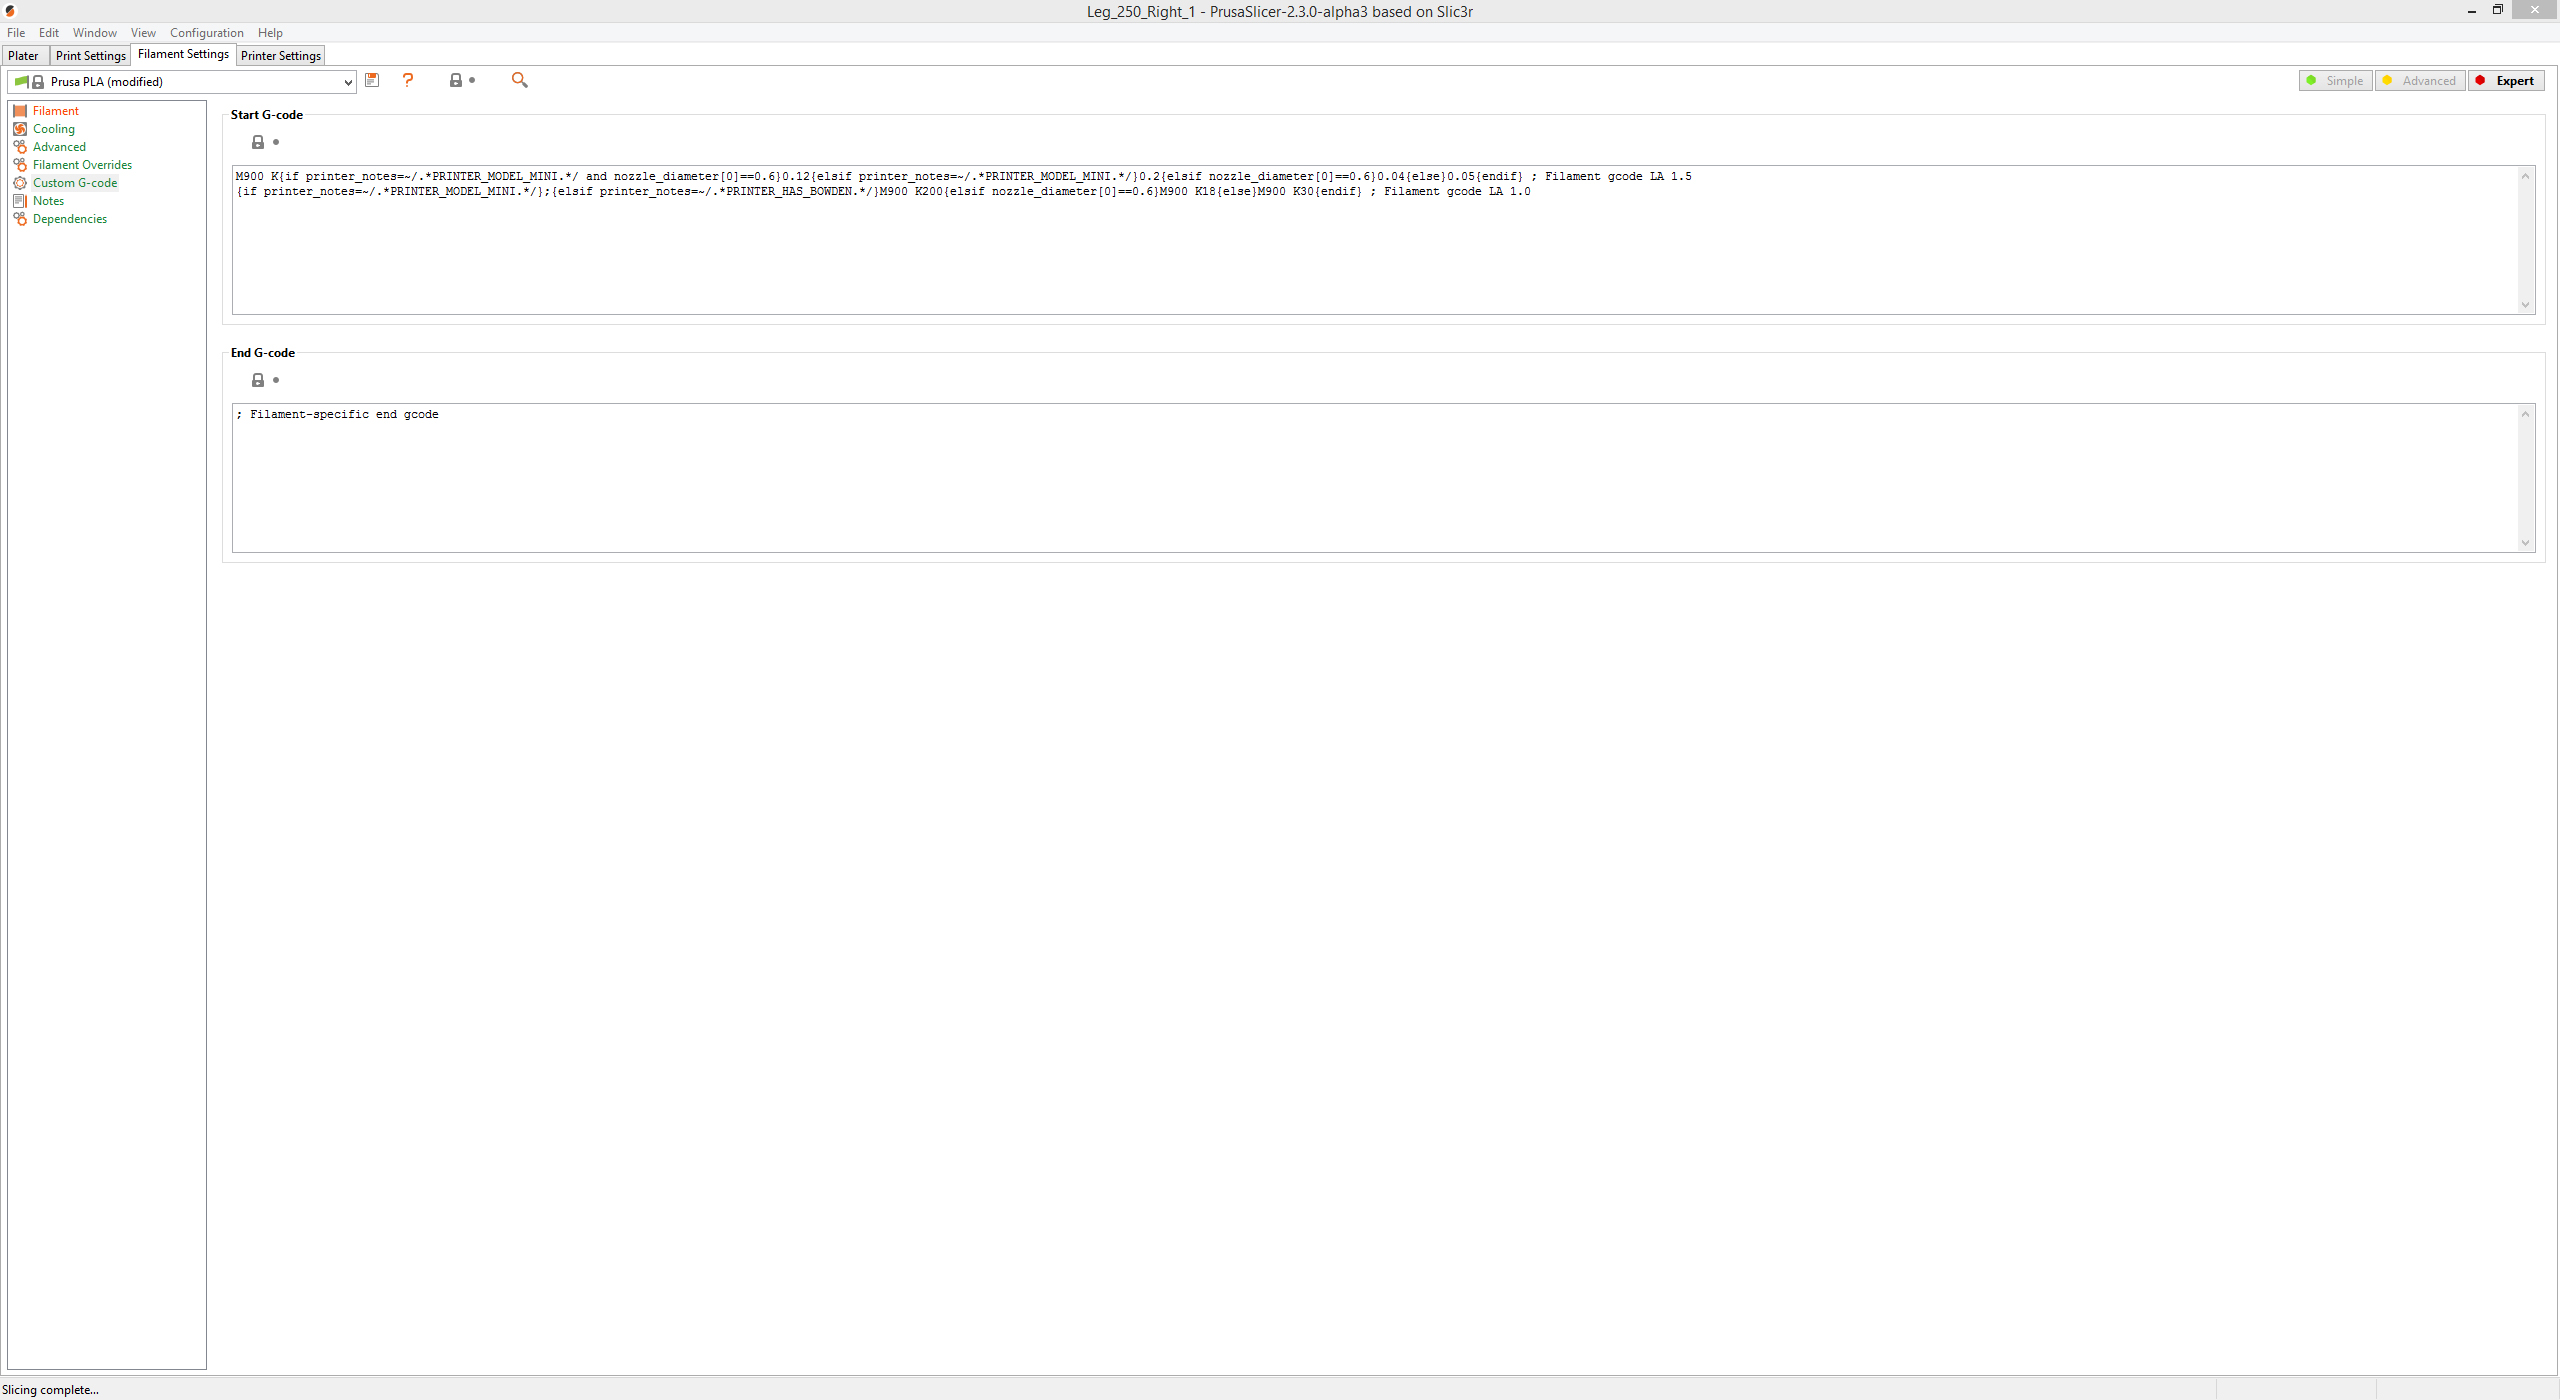 Leg_250_Right_1 - PrusaSlicer-2.3.0-alpha3 based on Slic3r
File Edit Window View Configuration Help
Plater Print Settings Filament Settings Printer Settings
Prusa PLA (modified) ? Simple Advanced Expert
Filament
Cooling
Advanced
Filament Overrides
Custom G-code
Notes
Dependencies
Start G-code
M900 K{if printer_notes=~/.*PRINTER_MODEL_MINI.*/ and nozzle_diameter[0]==0.6}0.12{elsif printer_notes=~/.*PRINTER_MODEL_MINI.*/}0.2{elsif nozzle_diameter[0]==0.6}0.04{else}0.05{endif} ; Filament gcode LA 1.5
{if printer_notes=~/.*PRINTER_MODEL_MINI.*/};{elsif printer_notes=~/.*PRINTER_HAS_BOWDEN.*/}M900 K200{elsif nozzle_diameter[0]==0.6}M900 K18{else}M900 K30{endif} ; Filament gcode LA 1.0
End G-code
; Filament-specific end gcode
Slicing complete...